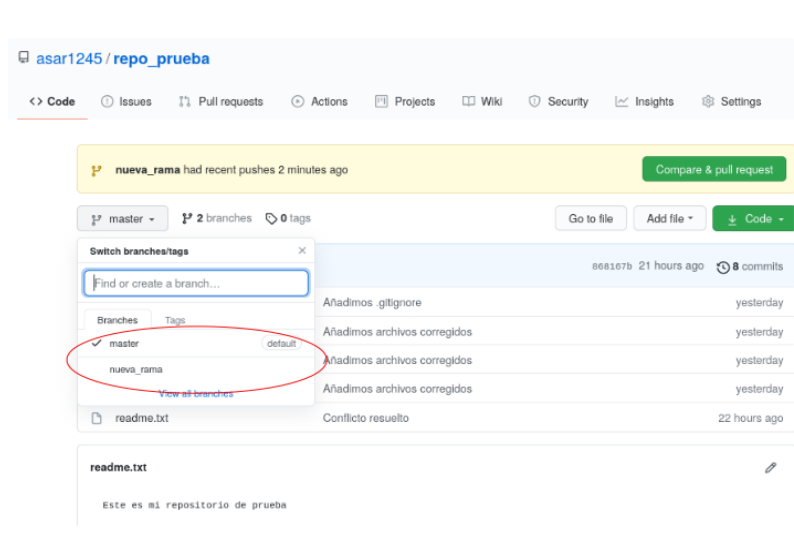 asar1245 / repo_prueba
Code Issues Pull requests Actions Projects Wiki Security Insights Settings
nueva_rama had recent pushes 2 minutes ago Compare & pull request
master 2 branches 0 tags Go to file Add file Code
Switch branches/tags
868167b 21 hours ago 8 commits
Find or create a branch...
Añadimos .gitignore yesterday
Branches Tags
Añadimos archivos corregidos yesterday
master default
Añadimos archivos corregidos yesterday
nueva_rama
Añadimos archivos corregidos yesterday
View all branches
readme.txt Conflicto resuelto 22 hours ago
readme.txt
Este es mi repositorio de prueba